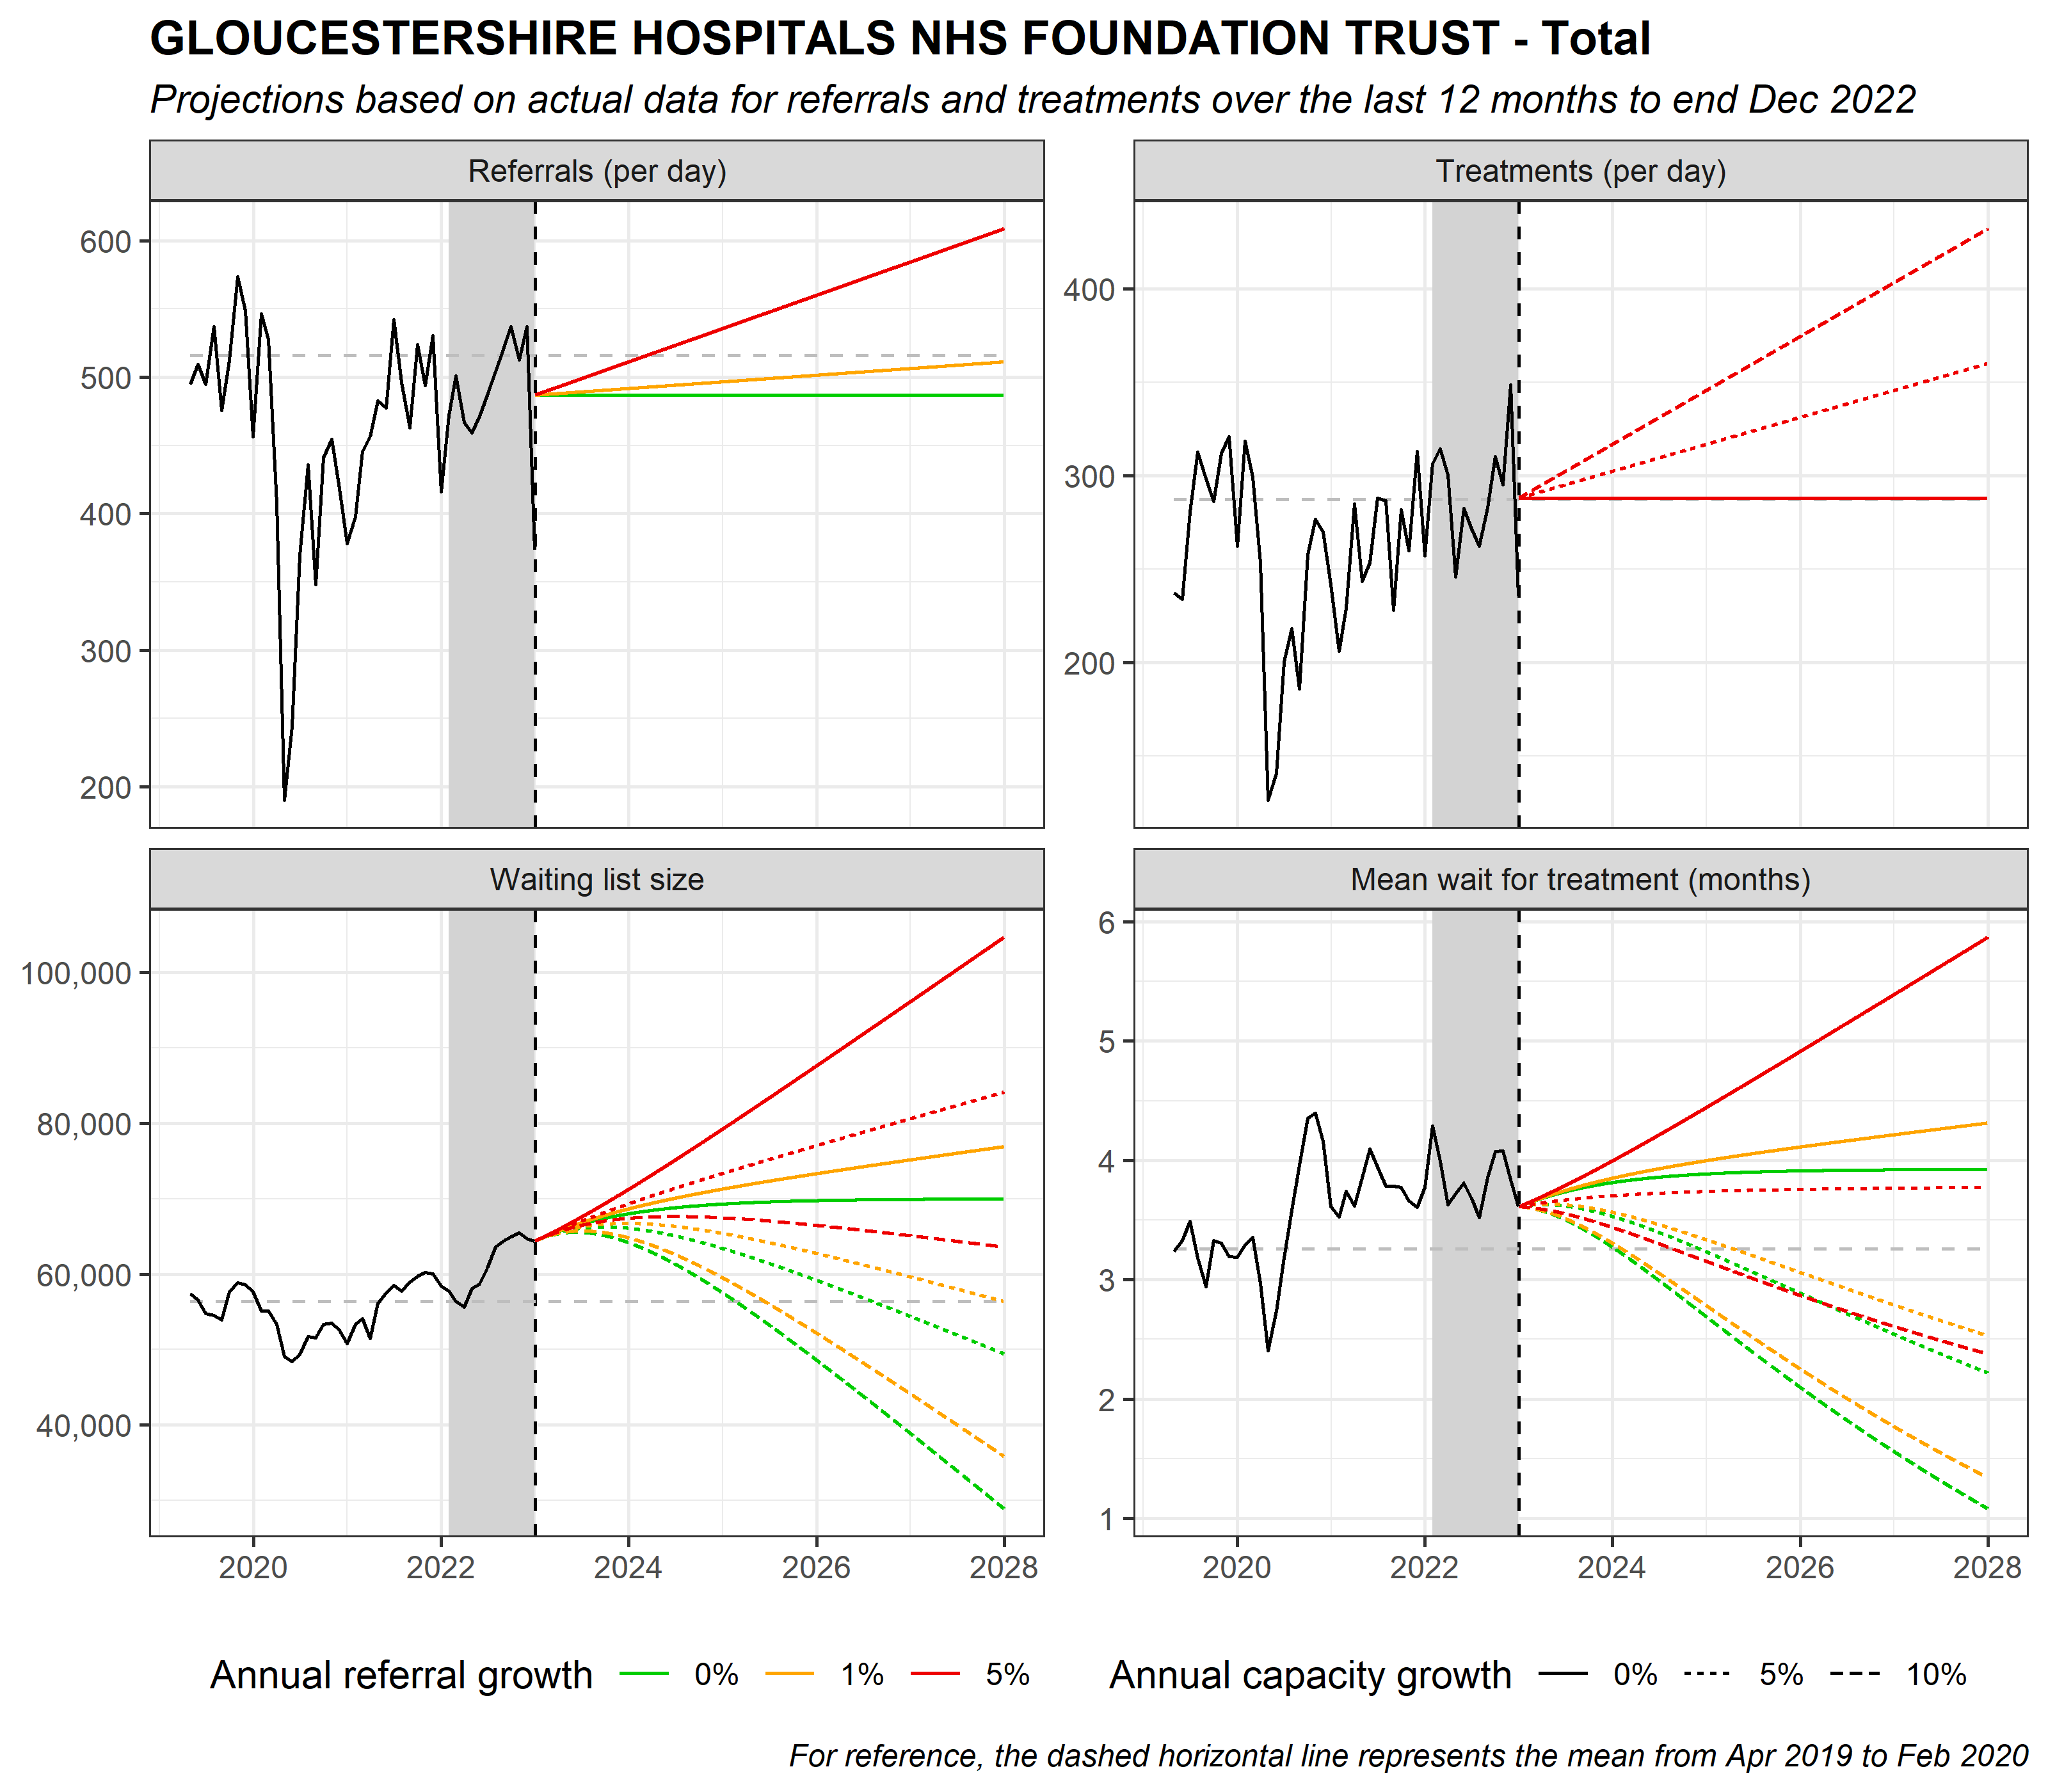 GLOUCESTERSHIRE HOSPITALS NHS FOUNDATION TRUST - Total
Projections based on actual data for referrals and treatments over the last 12 months to end Dec 2022
Referrals (per day)
600
500
400
300
200
Treatments (per day)
400
300
200
Waiting list size
100,000
80,000
60,000
40,000
2020 2022 2024 2026 2028
Mean wait for treatment (months)
6
5
4
3
2
1
2020 2022 2024 2026 2028
Annual referral growth 0% 1% 5%
Annual capacity growth 0% 5% 10%
For reference, the dashed horizontal line represents the mean from Apr 2019 to Feb 2020